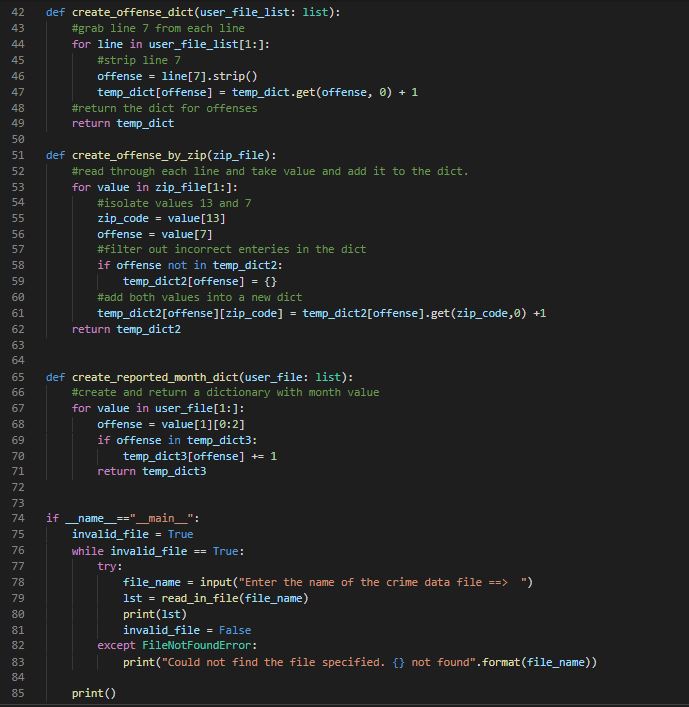 42 def create_offense_dict(user_file_list: list):
43     #grab line 7 from each line
44     for line in user_file_list[1:]:
45         #strip line 7
46         offense = line[7].strip()
47         temp_dict[offense] = temp_dict.get(offense, 0) + 1
48     #return the dict for offenses
49     return temp_dict
50
51 def create_offense_by_zip(zip_file):
52     #read through each line and take value and add it to the dict.
53     for value in zip_file[1:]:
54         #isolate values 13 and 7
55         zip_code = value[13]
56         offense = value[7]
57         #filter out incorrect enteries in the dict
58         if offense not in temp_dict2:
59             temp_dict2[offense] = {}
60         #add both values into a new dict
61         temp_dict2[offense][zip_code] = temp_dict2[offense].get(zip_code,0) +1
62     return temp_dict2
63
64
65 def create_reported_month_dict(user_file: list):
66     #create and return a dictionary with month value
67     for value in user_file[1:]:
68         offense = value[1][0:2]
69         if offense in temp_dict3:
70             temp_dict3[offense] += 1
71         return temp_dict3
72
73
74 if __name__=="__main__":
75     invalid_file = True
76     while invalid_file == True:
77         try:
78             file_name = input("Enter the name of the crime data file ==>  ")
79             lst = read_in_file(file_name)
80             print(lst)
81             invalid_file = False
82         except FileNotFoundError:
83             print("Could not find the file specified. {} not found".format(file_name))
84
85     print()